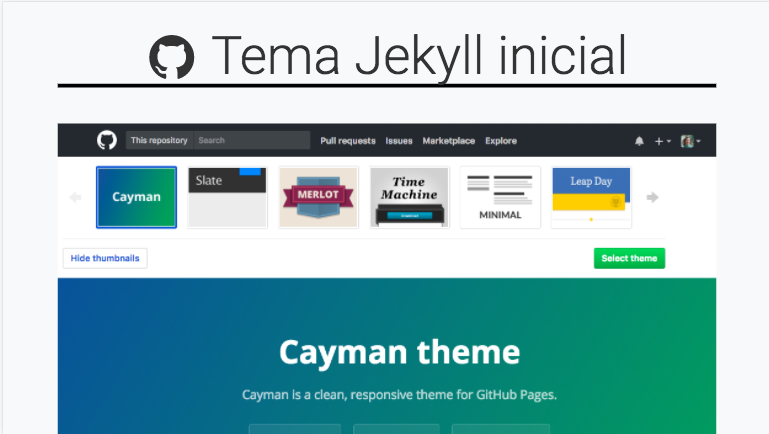 Tema Jekyll inicial
This repository Search Pull requests Issues Marketplace Explore
Cayman
Slate
MERLOT
Time
Machine
Download
MINIMAL
Leap Day
Hide thumbnails
Select theme
Cayman theme
Cayman is a clean, responsive theme for GitHub Pages.